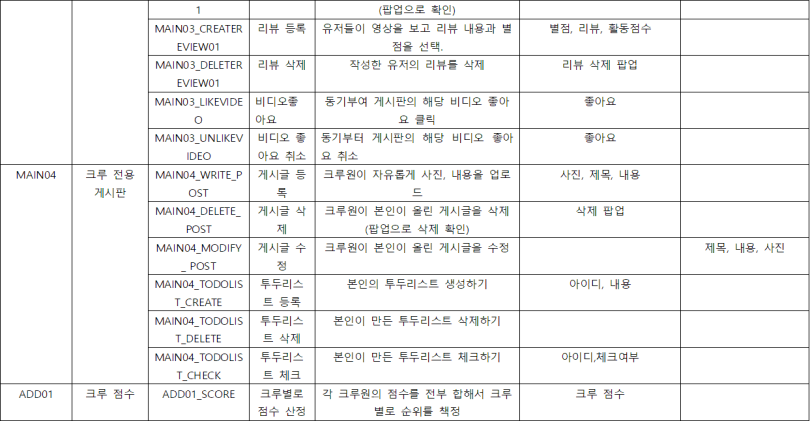 1
(팝업으로 확인)
MAIN03_CREATER
EVIEW01
리뷰 등록
유저들이 영상을 보고 리뷰 내용과 별
점을 선택.
별점, 리뷰, 활동점수
MAIN03_DELETER
EVIEW01
리뷰 삭제
작성한 유저의 리뷰를 삭제
리뷰 삭제 팝업
MAIN03_LIKEVIDE
O
비디오좋
아요
동기부여 게시판의 해당 비디오 좋아
요 클릭
좋아요
MAIN03_UNLIKEV
IDEO
비디오 좋
아요 취소
동기부터 게시판의 해당 비디오 좋아
요 취소
좋아요
MAIN04
크루 전용
게시판
MAIN04_WRITE_P
OST
게시글 등
록
크루원이 자유롭게 사진, 내용을 업로
드
사진, 제목, 내용
MAIN04_DELETE_
POST
게시글 삭
제
크루원이 본인이 올린 게시글을 삭제
(팝업으로 삭제 확인)
삭제 팝업
MAIN04_MODIFY
_ POST
게시글 수
정
크루원이 본인이 올린 게시글을 수정
제목, 내용, 사진
MAIN04_TODOLIS
T_CREATE
투두리스
트 등록
본인의 투두리스트 생성하기
아이디, 내용
MAIN04_TODOLIS
T_DELETE
투두리스
트 삭제
본인이 만든 투두리스트 삭제하기
MAIN04_TODOLIS
T_CHECK
투두리스
트 체크
본인이 만든 투두리스트 체크하기
아이디,체크여부
ADD01
크루 점수
ADD01_SCORE
크루별로
점수 산정
각 크루원의 점수를 전부 합해서 크루
별로 순위를 책정
크루 점수